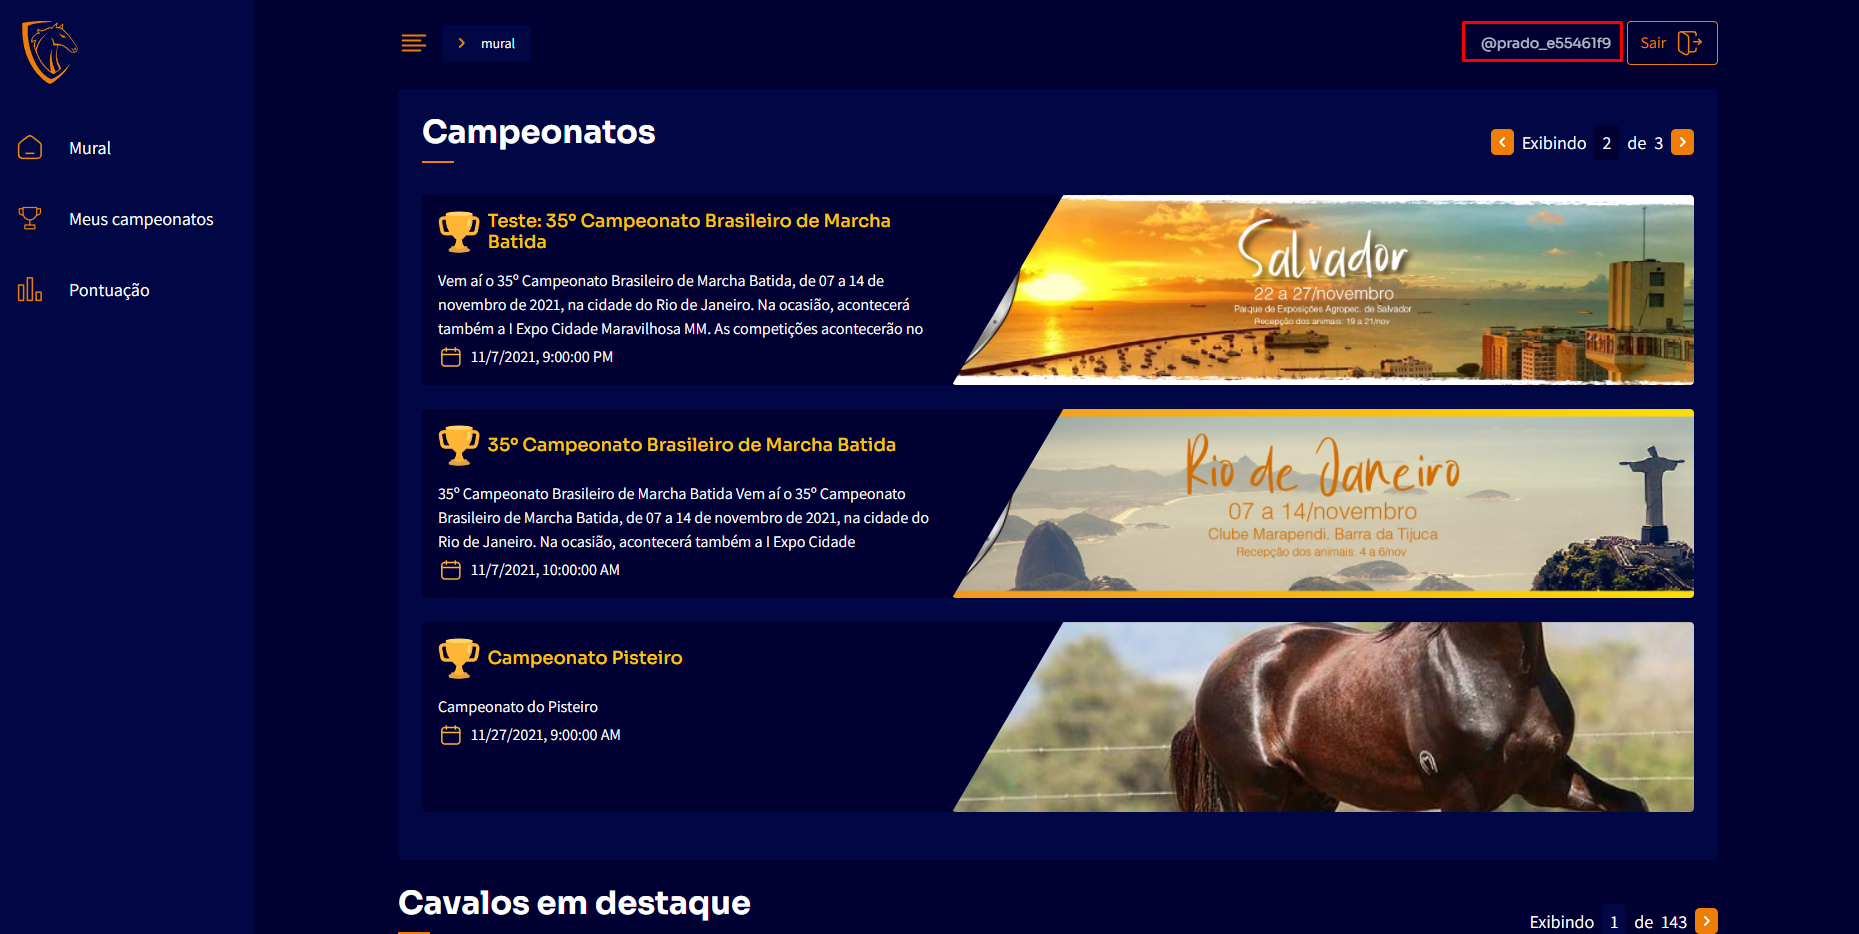 mural
@prado_e55461f9
Sair
Mural
Meus campeonatos
Pontuação
Campeonatos
Exibindo 2 de 3
Teste: 35º Campeonato Brasileiro de Marcha
Batida
Vem aí o 35º Campeonato Brasileiro de Marcha Batida, de 07 a 14 de
novembro de 2021, na cidade do Rio de Janeiro. Na ocasião, acontecerá
também a I Expo Cidade Maravilhosa MM. As competições acontecerão no
11/7/2021, 9:00:00 PM
Salvador
22 a 27/novembro
Parque de Exposições Agropec. de Salvador
Recepção dos animais: 19 a 21/nov
35º Campeonato Brasileiro de Marcha Batida
35º Campeonato Brasileiro de Marcha Batida Vem aí o 35º Campeonato
Brasileiro de Marcha Batida, de 07 a 14 de novembro de 2021, na cidade do
Rio de Janeiro. Na ocasião, acontecerá também a I Expo Cidade
11/7/2021, 10:00:00 AM
Rio de Janeiro
07 a 14/novembro
Clube Marapendi. Barra da Tijuca
Recepção dos animais: 4 a 6/nov
Campeonato Pisteiro
Campeonato do Pisteiro
11/27/2021, 9:00:00 AM
Cavalos em destaque
Exibindo 1 de 143